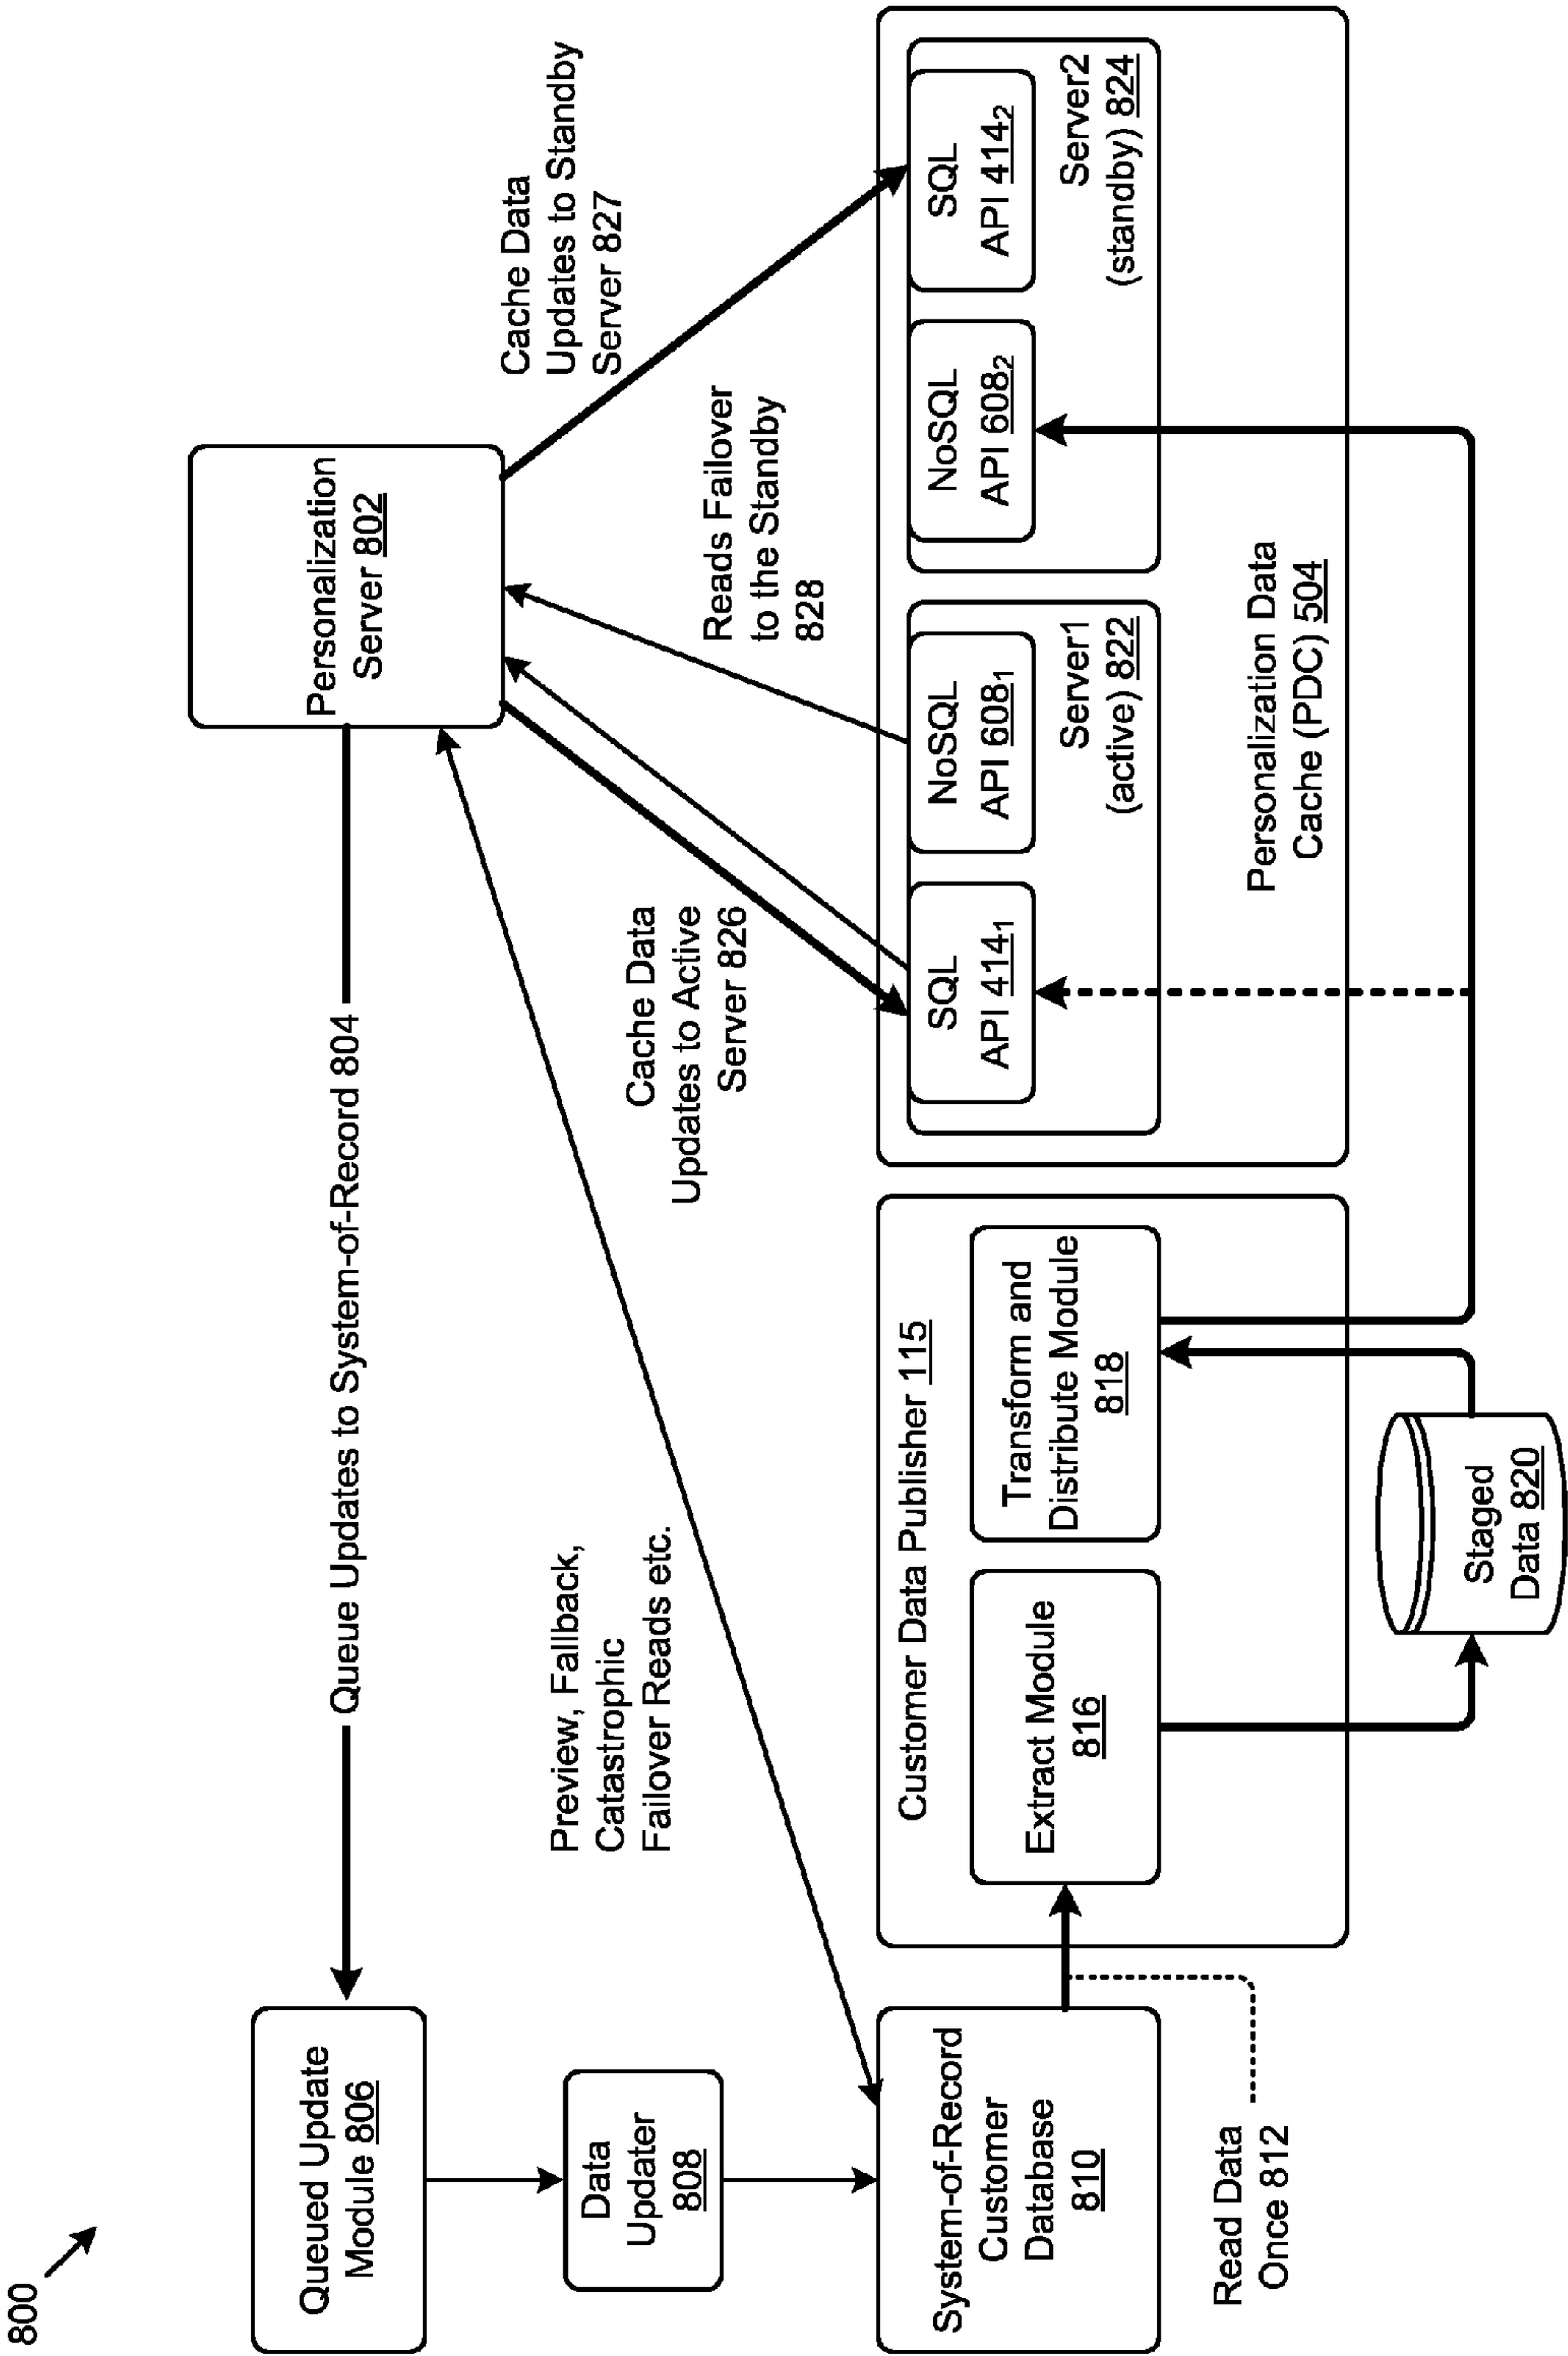 800
Queued Update
Module 806
Queue Updates to System-of-Record 804
Personalization
Server 802
Data
Updater
808
Preview, Fallback,
Catastrophic
Failover Reads etc.
Cache Data
Updates to Active
Server 826
Reads Failover
to the Standby
828
Cache Data
Updates to Standby
Server 827
System-of-Record
Customer
Database
810
Read Data
Once 812
Customer Data Publisher 115
Extract Module
816
Transform and
Distribute Module
818
Staged
Data 820
SQL
API 414₁
NoSQL
API 608₁
Server1
(active) 822
NoSQL
API 608₂
SQL
API 414₂
Server2
(standby) 824
Personalization Data
Cache (PDC) 504